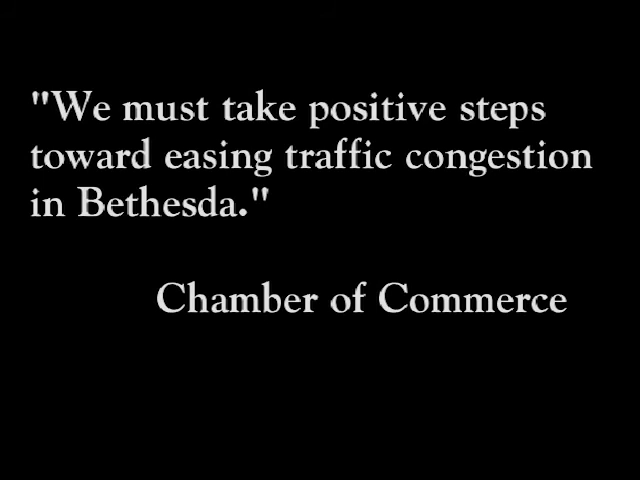 "We must take positive steps
toward easing traffic congestion
in Bethesda."
Chamber of Commerce